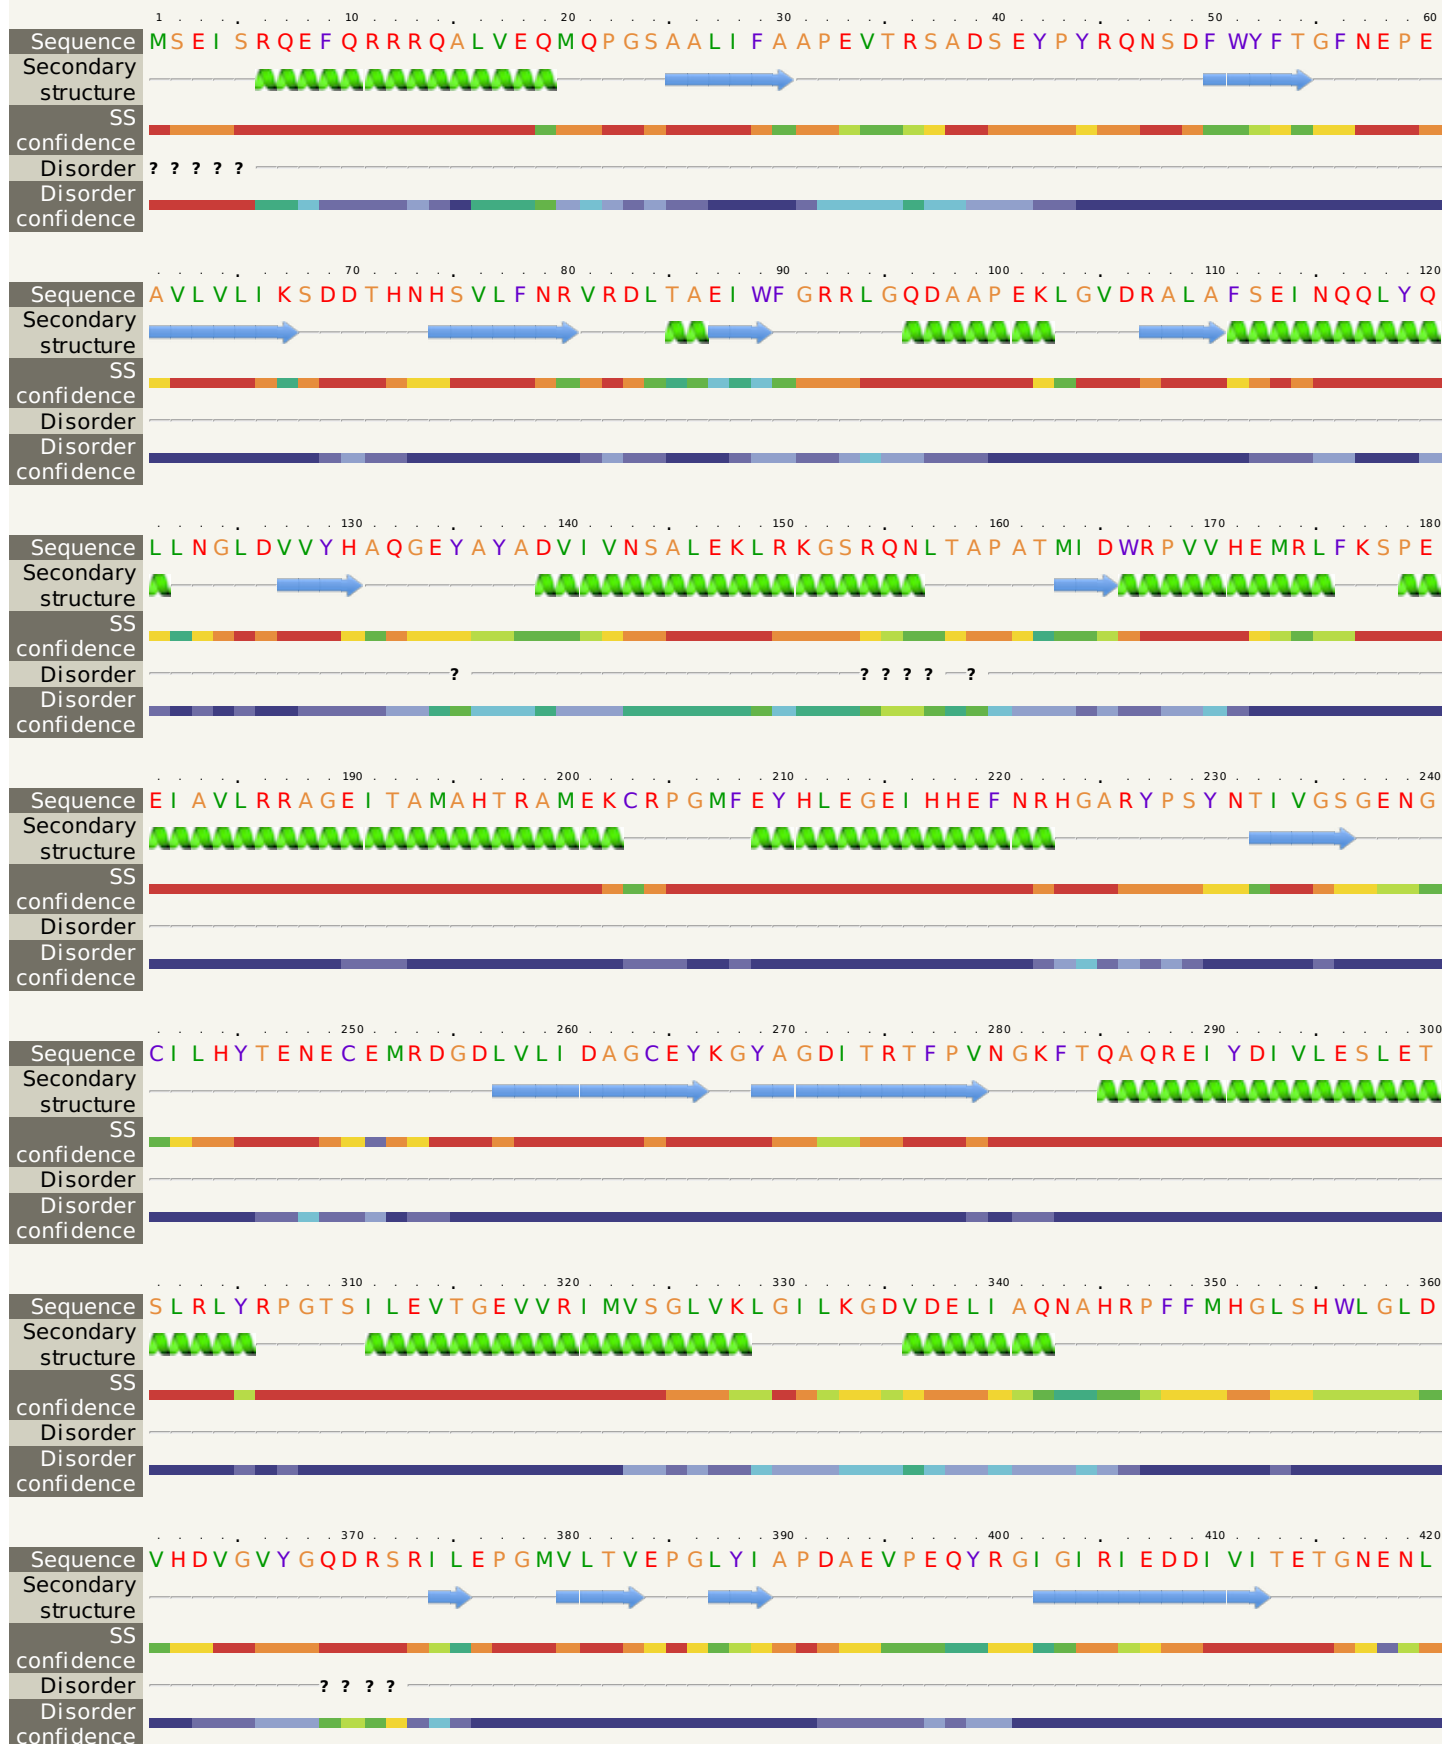 1 10 20 30 40 50 60
Sequence MSEISRQEFQRRRQALVEQMQPGSAALIFAAPEVTRSADSEYPYRQNSDFWYFTGFNEPE
Secondary
structure
SS
confidence
Disorder ? ? ? ? ?
Disorder
confidence
70 80 90 100 110 120
Sequence AVLVLIKSDDTHNHSVLFNRVRDLTAEIWFGRRLGQDAAPEKLGVDRALAFSEINQQLYQ
Secondary
structure
SS
confidence
Disorder
Disorder
confidence
130 140 150 160 170 180
Sequence LLNGLDVVYHAQGEYAYADVIVNSALEKLRKGSRQNLTAPATMIDWRPVVHEMRLFKSPE
Secondary
structure
SS
confidence
Disorder ? ? ? ? ? ?
Disorder
confidence
190 200 210 220 230 240
Sequence EIAVLRRAGEITAMAHTRAMEKCRPGMFEYHLEGEIHHEFNRHGARYPSYNTIVGSGENG
Secondary
structure
SS
confidence
Disorder
Disorder
confidence
250 260 270 280 290 300
Sequence CILHYTENECEMRDGDLVLIDAGCEYKGYAGDITRTFPVNGKFTQAQREIYDIVLESLET
Secondary
structure
SS
confidence
Disorder
Disorder
confidence
310 320 330 340 350 360
Sequence SLRLYRPGTSILEVTGEVVRIMVSGLVKLGILKGDVDELIAQNAHRPFFMHGLSHWLGLD
Secondary
structure
SS
confidence
Disorder
Disorder
confidence
370 380 390 400 410 420
Sequence VHDVGVYGQDRSRILEPGMVLTVEPGLYIAPDAEVPEQYRGIGIRIEDDIVITETGNENL
Secondary
structure
SS
confidence
Disorder ? ? ? ?
Disorder
confidence